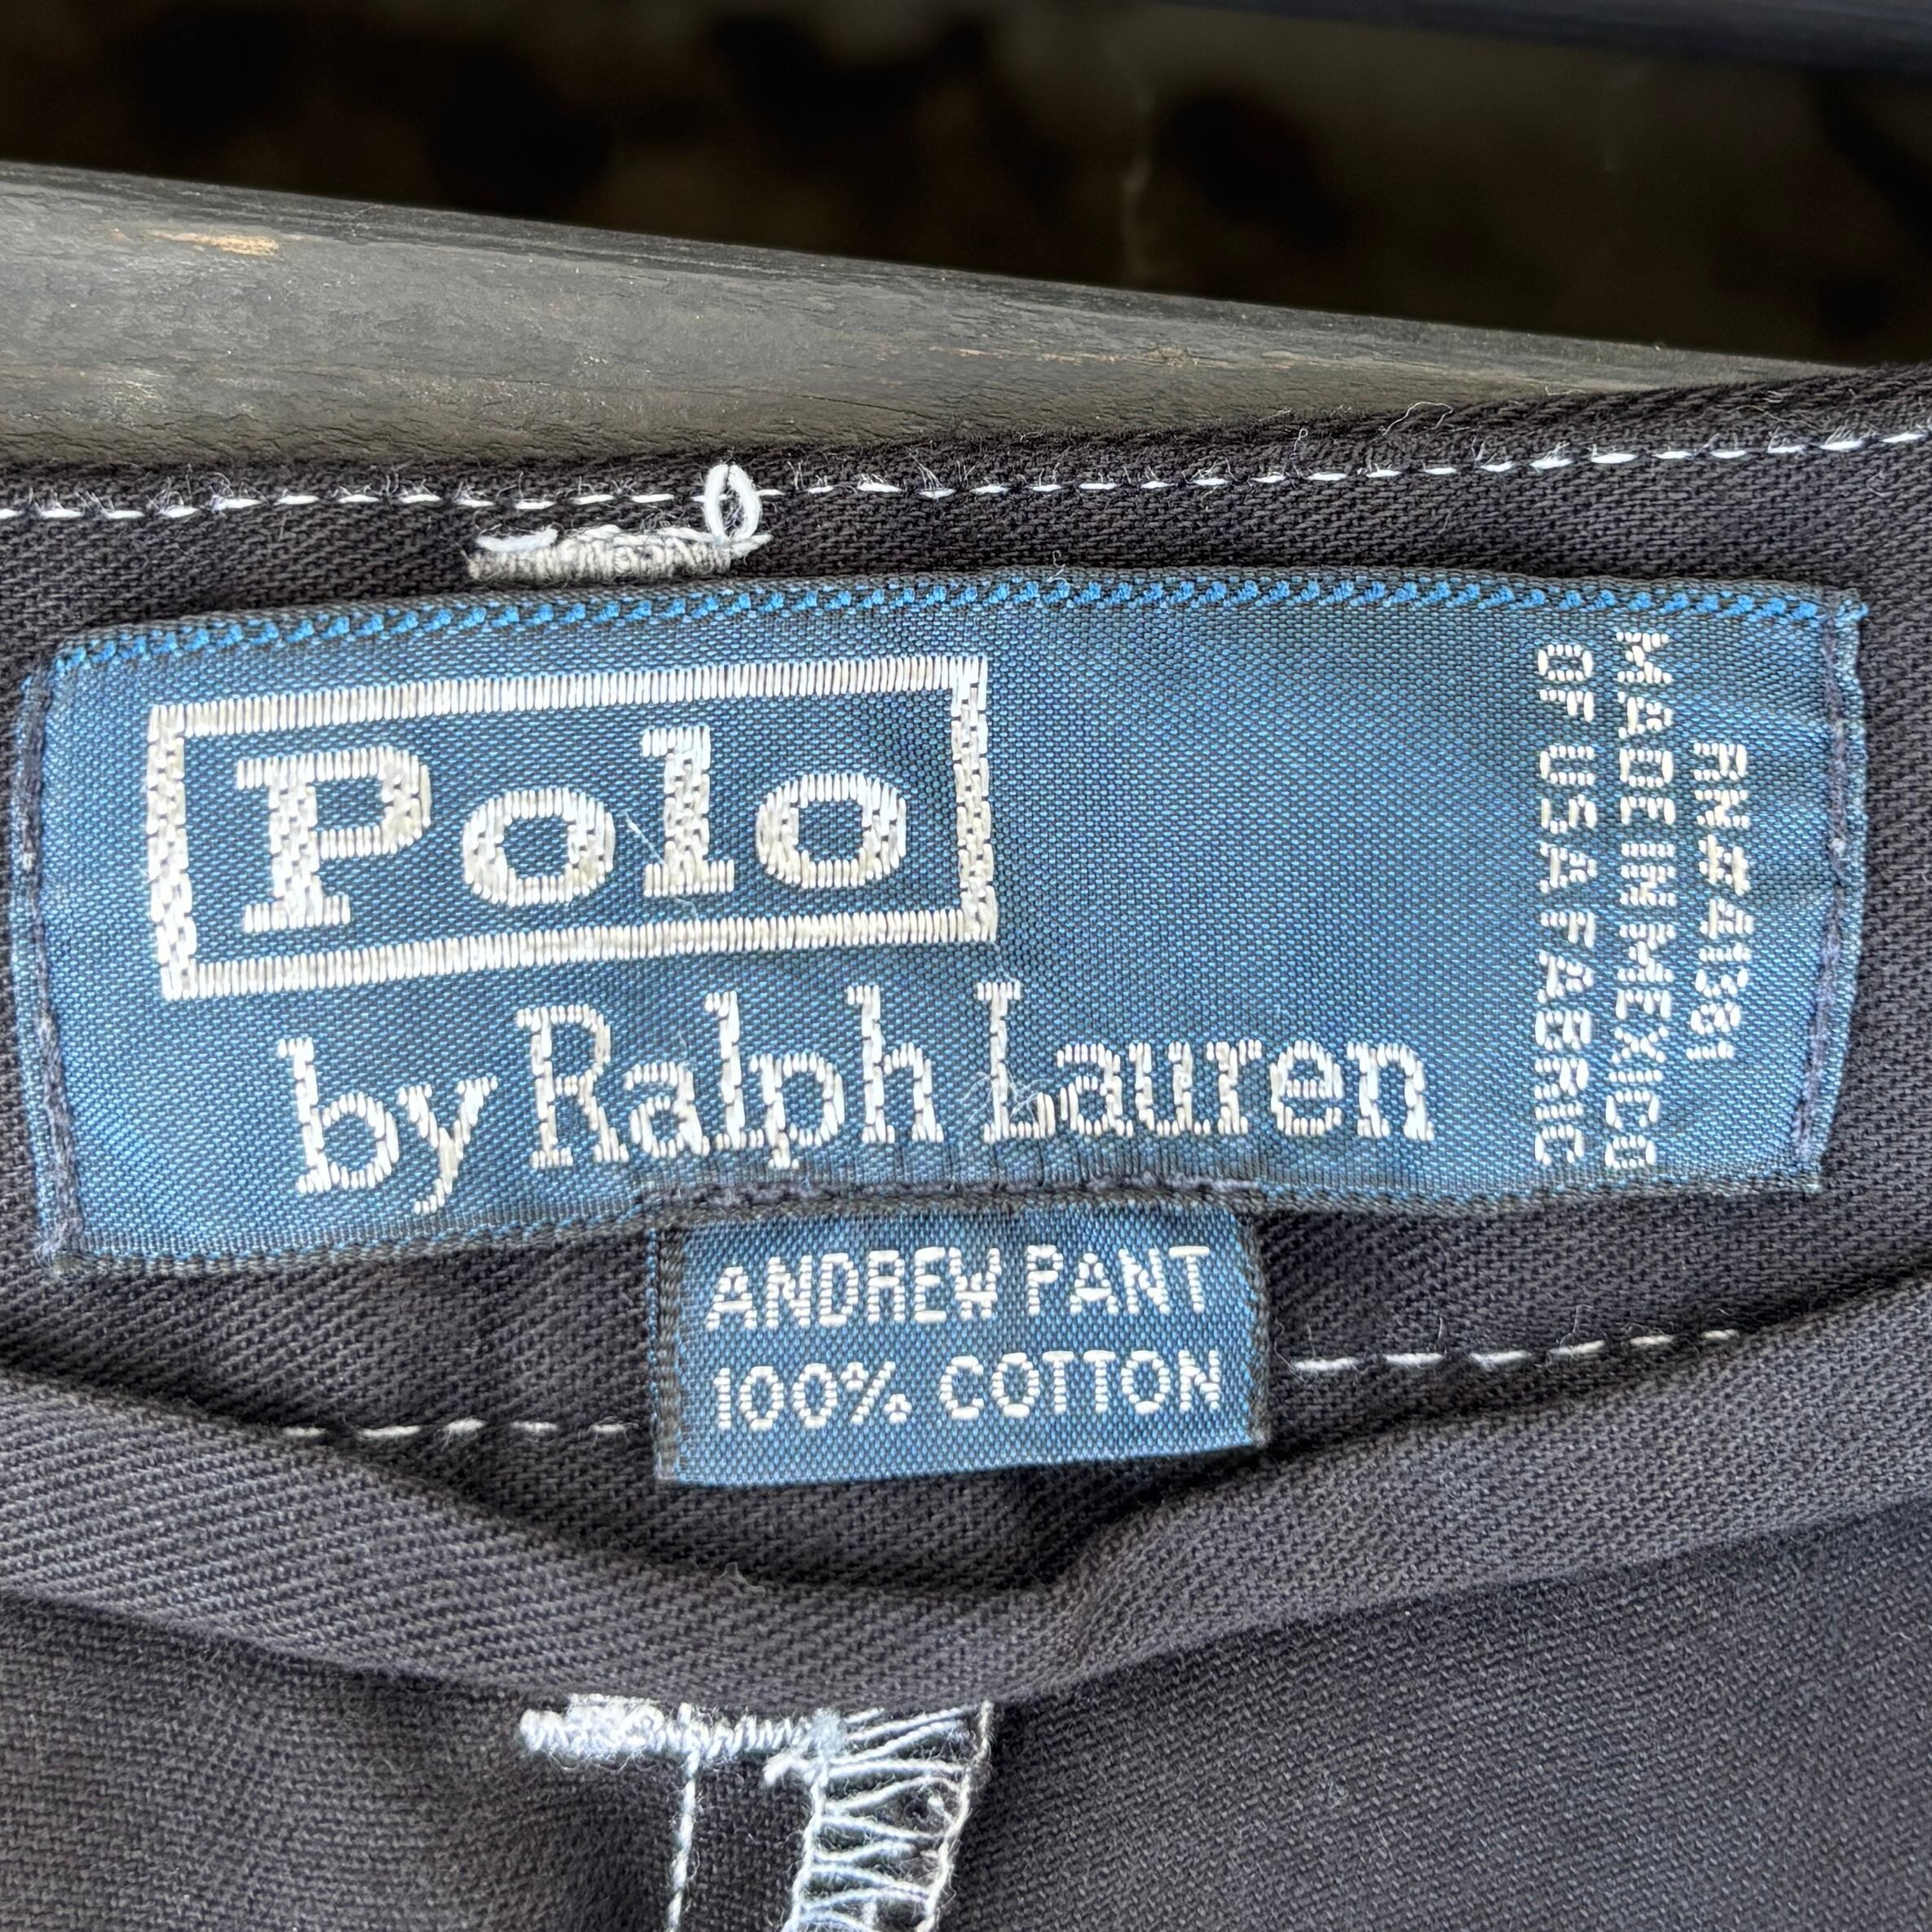 Polo
by Ralph Lauren
RN#41381
MADE IN MEXICO
OF USA FABRIC
ANDREW PANT
100% COTTON